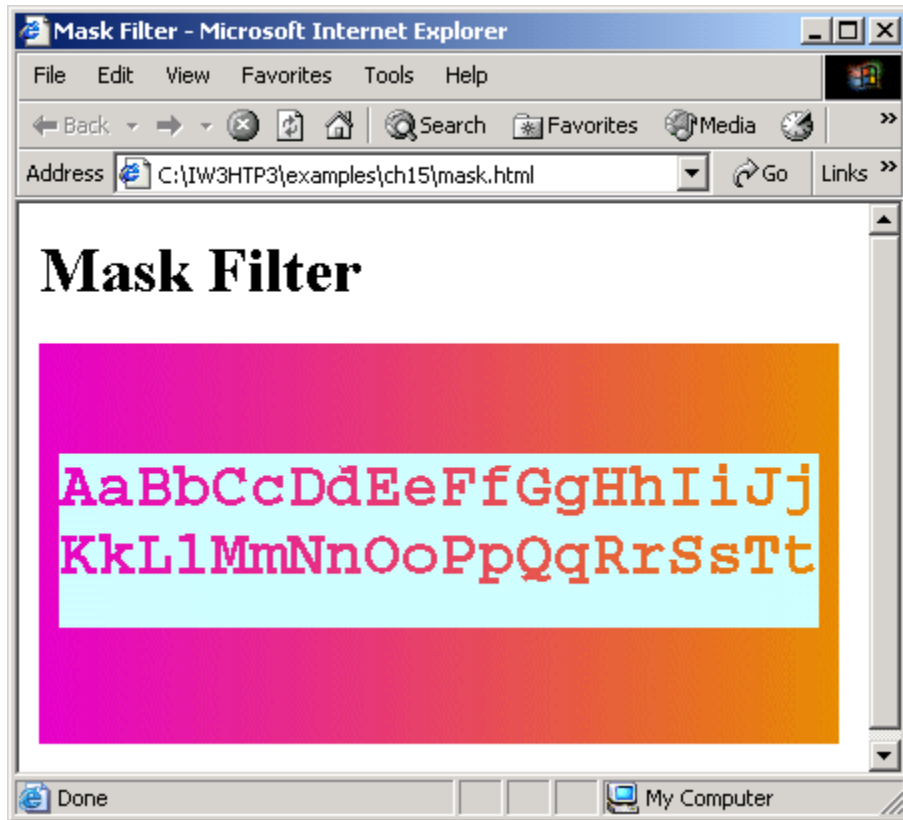 Mask Filter - Microsoft Internet Explorer
File Edit View Favorites Tools Help
Back Search Favorites Media »
Address C:\IW3HTP3\examples\ch15\mask.html Go Links »
Mask Filter
AaBbCcDdEeFfGgHhIiJj
KkLlMmNnOoPpQqRrSsTt
Done My Computer